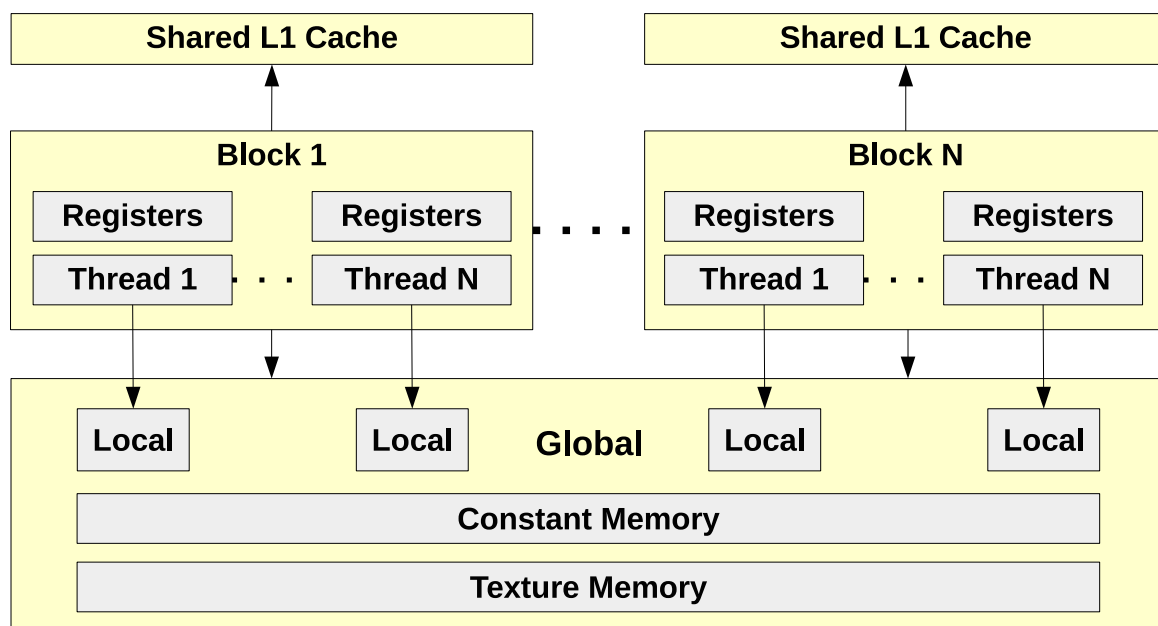 Shared L1 Cache
Shared L1 Cache
Block 1
Block N
Registers
Registers
. . . .
Registers
Registers
Thread 1
. . .
Thread N
Thread 1
. . .
Thread N
Local
Local
Global
Local
Local
Constant Memory
Texture Memory